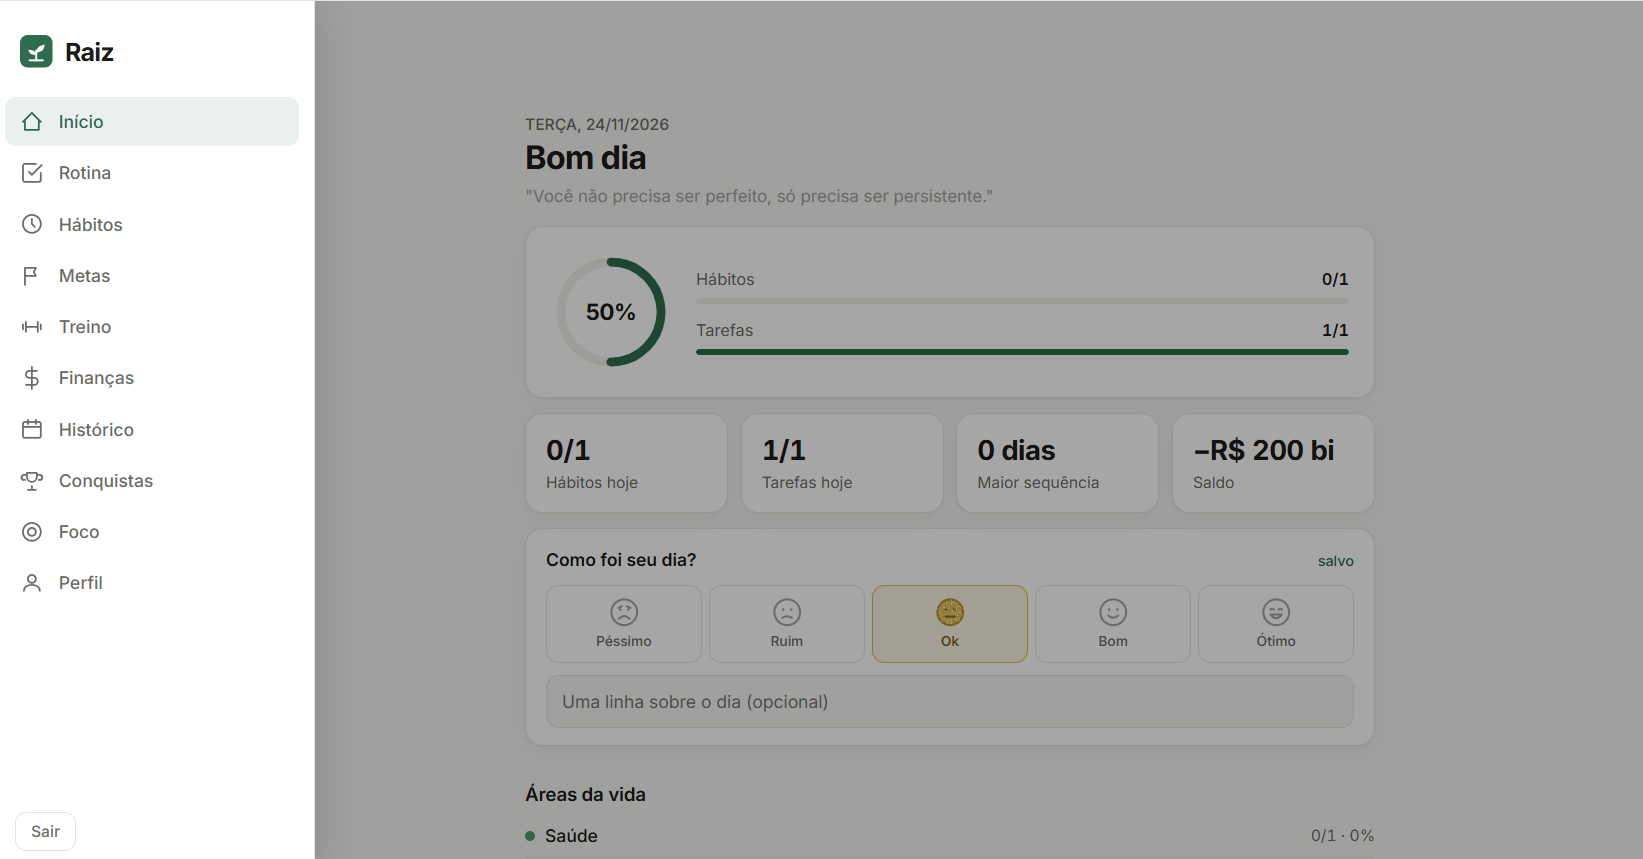 Raiz
Início
Rotina
Hábitos
Metas
Treino
Finanças
Histórico
Conquistas
Foco
Perfil
Sair
TERÇA, 24/11/2026
Bom dia
"Você não precisa ser perfeito, só precisa ser persistente."
50%
Hábitos 0/1
Tarefas 1/1
0/1
Hábitos hoje
1/1
Tarefas hoje
0 dias
Maior sequência
−R$ 200 bi
Saldo
Como foi seu dia? salvo
Péssimo
Ruim
Ok
Bom
Ótimo
Uma linha sobre o dia (opcional)
Áreas da vida
Saúde 0/1 · 0%